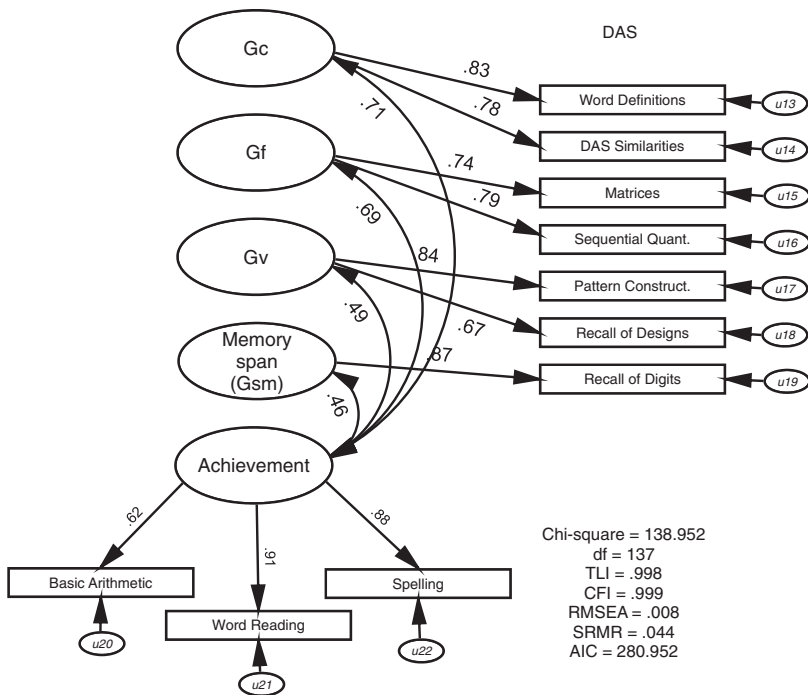 DAS
Gc
.83
Word Definitions
u13
.71
.78
DAS Similarities
u14
Gf
.74
Matrices
u15
.69
.79
Sequential Quant.
u16
Gv
84
Pattern Construct.
u17
.49
.67
Recall of Designs
u18
Memory
span
(Gsm)
.87
Recall of Digits
u19
.46
Achievement
.62
.91
.88
Basic Arithmetic
Word Reading
Spelling
u20
u21
u22
Chi-square = 138.952
df = 137
TLI = .998
CFI = .999
RMSEA = .008
SRMR = .044
AIC = 280.952